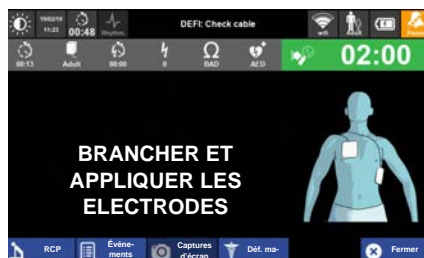 10/02/19
11:23
00:48
Rhythm.
DEFI: Check cable
wifi
Adult
00:13
Adult
00:00
0
BAD
AED
02:00
BRANCHER ET
APPLIQUER LES
ELECTRODES
RCP
Événe-
ments
Captures
d'écran
Déf. ma-
Fermer